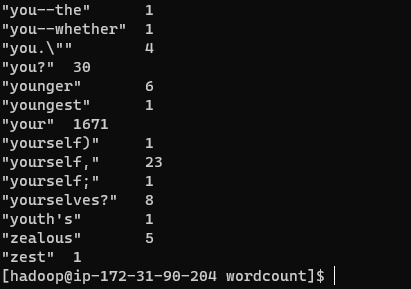 "you--the"	1
"you--whether"	1
"you.\""	4
"you?"	30
"younger"	6
"youngest"	1
"your"	1671
"yourself)"	1
"yourself,"	23
"yourself;"	1
"yourselves?"	8
"youth's"	1
"zealous"	5
"zest"	1
[hadoop@ip-172-31-90-204 wordcount]$